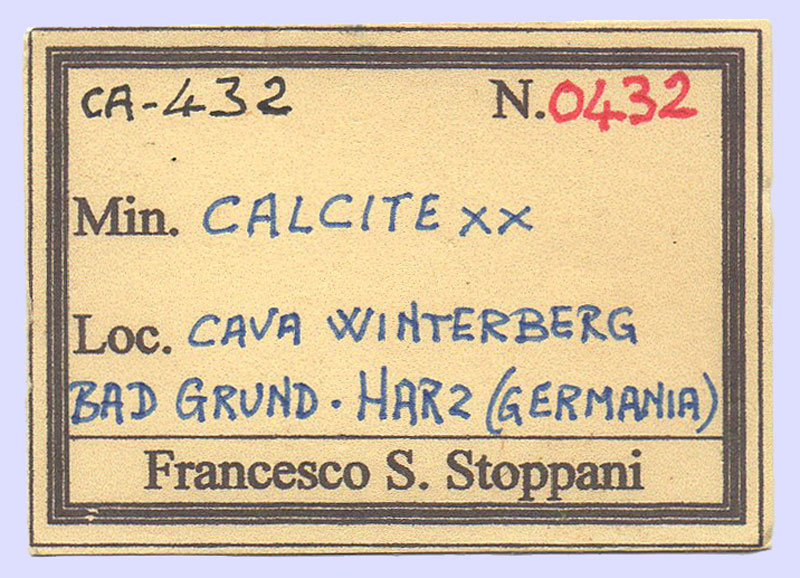 CA-432 N.0432
Min. CALCITE xx
Loc. CAVA WINTERBERG
BAD GRUND. HARZ (GERMANIA)
Francesco S. Stoppani